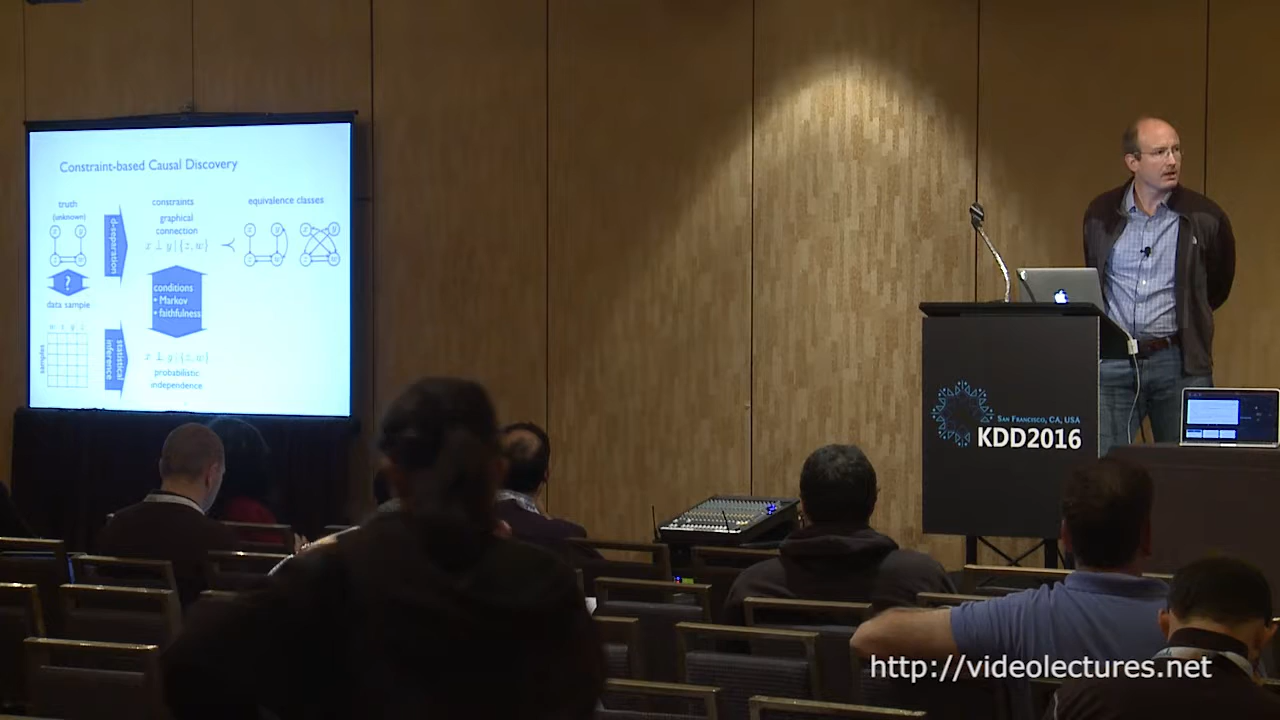 Constraint-based Causal Discovery
truth
(unknown)
d-separation
constraints
graphical
connection
x ⊥ y | {z, w}
equivalence classes
x y
z w
x y
z w
x y
z w
?
data sample
w x y z
samples
statistical
inference
conditions
• Markov
• faithfulness
x ⊥ y | {z, w}
probabilistic
independence
San Francisco, CA, USA
KDD2016
http://videolectures.net